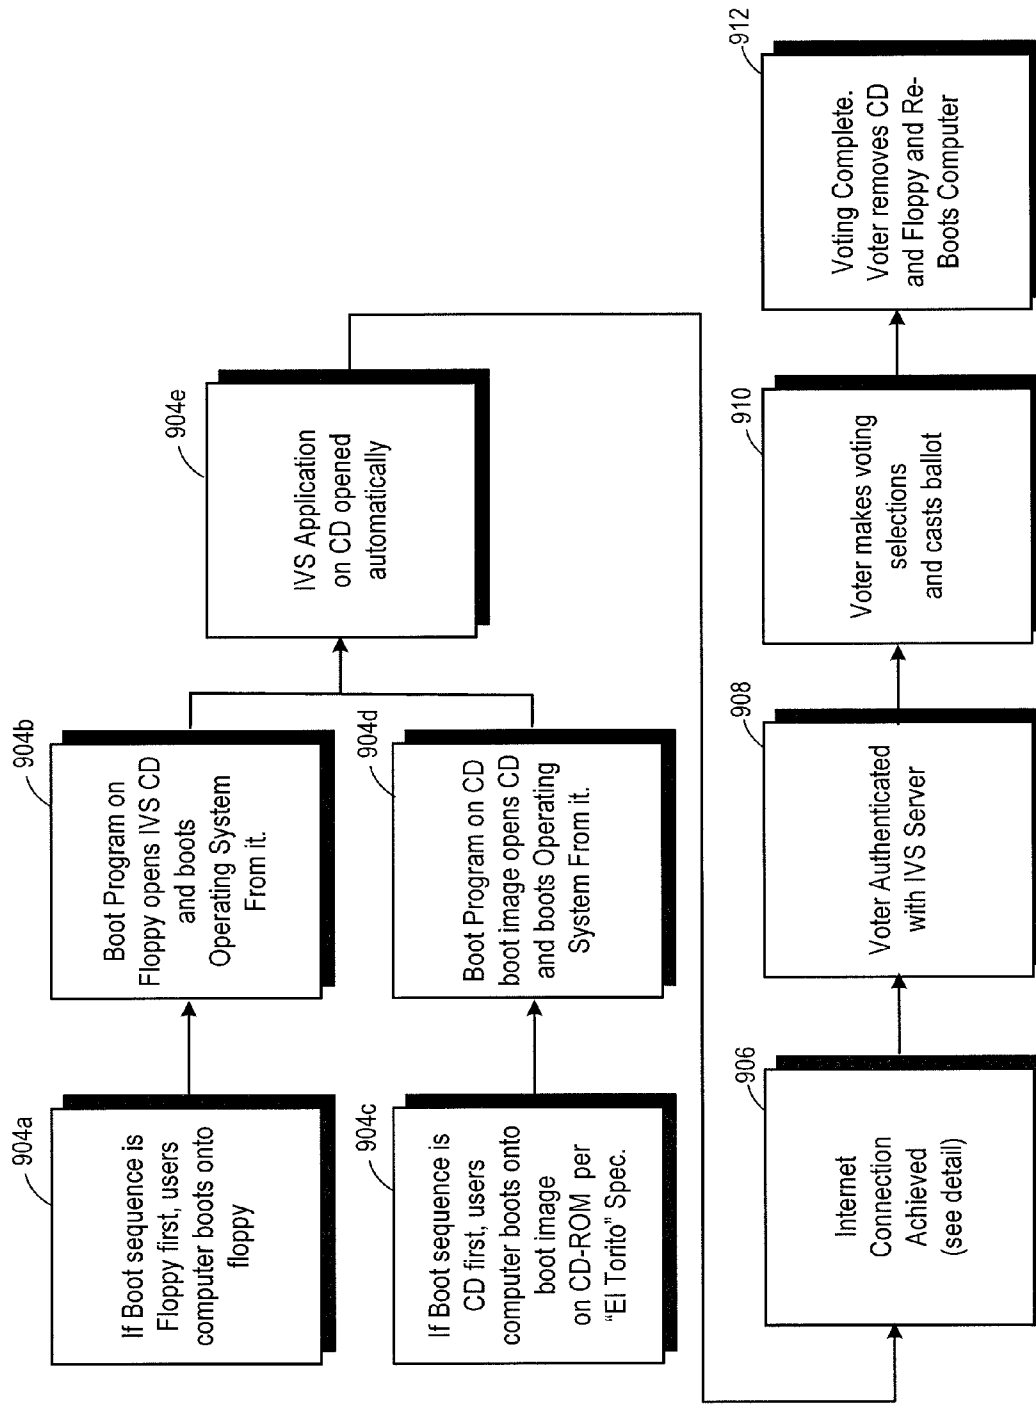 904a
If Boot sequence is
Floppy first, users
computer boots onto
floppy
904b
Boot Program on
Floppy opens IVS CD
and boots
Operating System
From it.
904c
If Boot sequence is
CD first, users
computer boots onto
boot image
on CD-ROM per
"El Torito" Spec.
904d
Boot Program on CD
boot image opens CD
and boots Operating
System From it.
904e
IVS Application
on CD opened
automatically
906
Internet
Connection
Achieved
(see detail)
908
Voter Authenticated
with IVS Server
910
Voter makes voting
selections
and casts ballot
912
Voting Complete.
Voter removes CD
and Floppy and Re-
Boots Computer